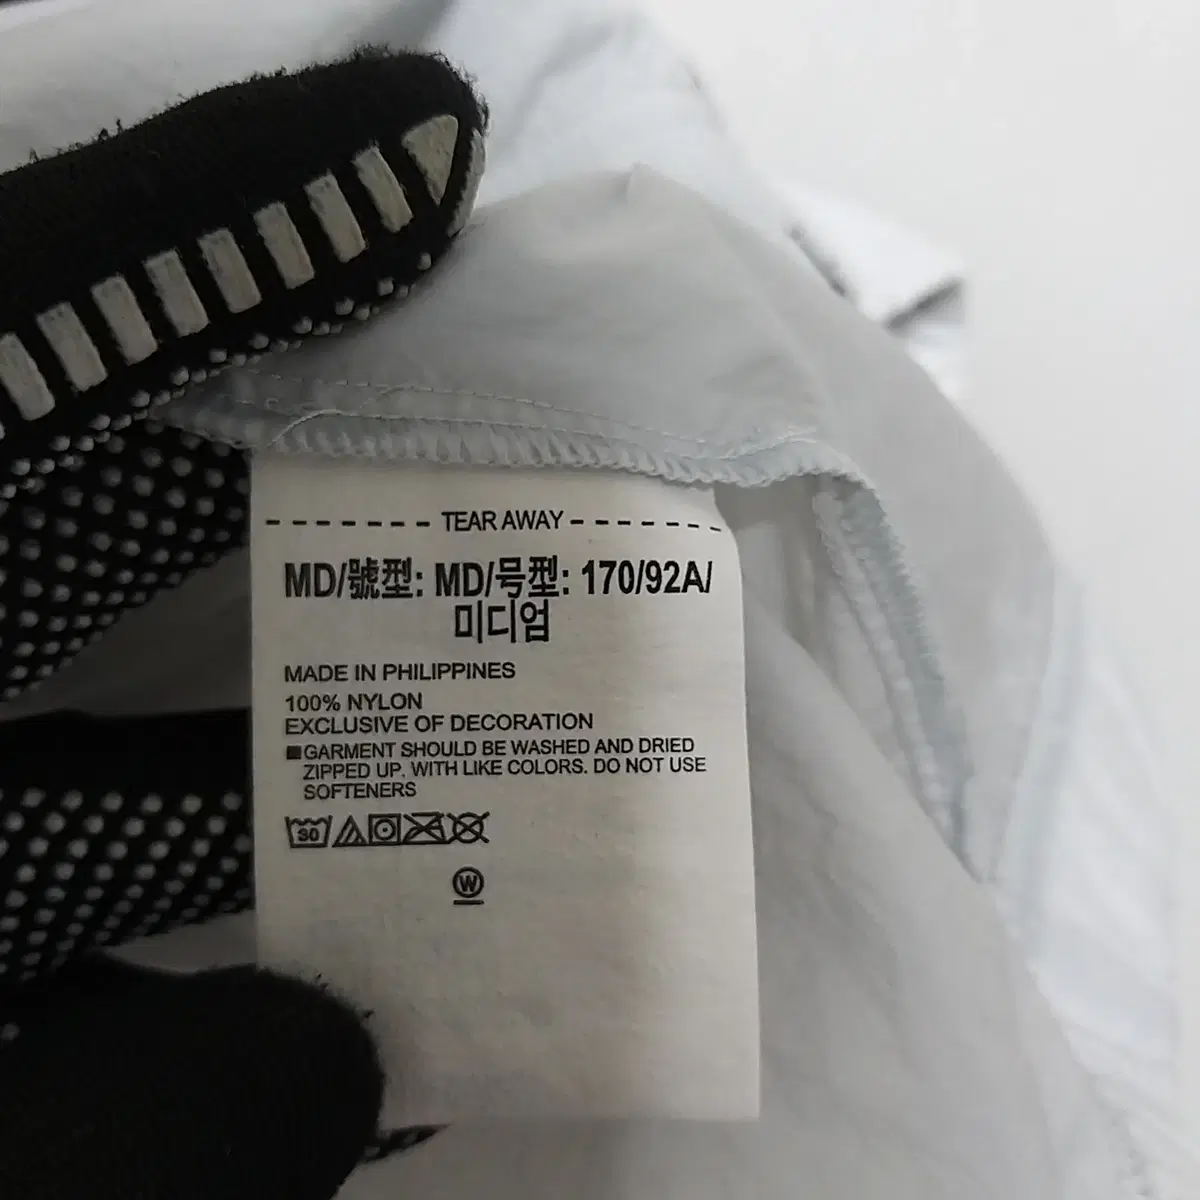 TEAR AWAY
MD/號型: MD/号型: 170/92A/
미디엄
MADE IN PHILIPPINES
100% NYLON
EXCLUSIVE OF DECORATION
■GARMENT SHOULD BE WASHED AND DRIED
ZIPPED UP. WITH LIKE COLORS. DO NOT USE
SOFTENERS
30
W